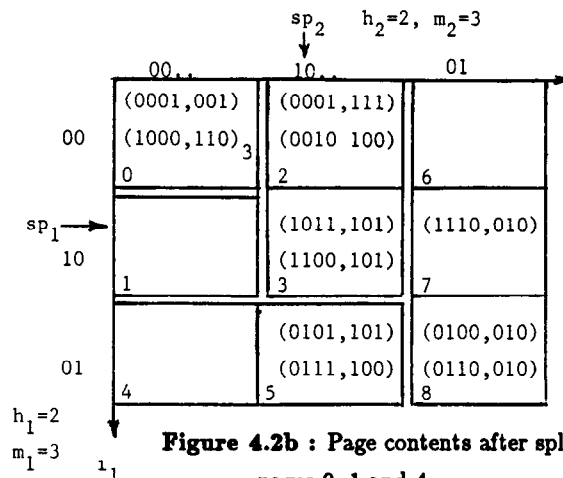 sp2 h2=2, m2=3
00.. 10.. 01
(0001,001) (0001,111)
00 (1000,110)3 (0010 100)
0 2 6
sp1 (1011,101) (1110,010)
10 (1100,101)
1 3 7
(0101,101) (0100,010)
01 (0111,100) (0110,010)
4 5 8
h1=2
m1=3
Figure 4.2b : Page contents after spl
0, 1 and 4